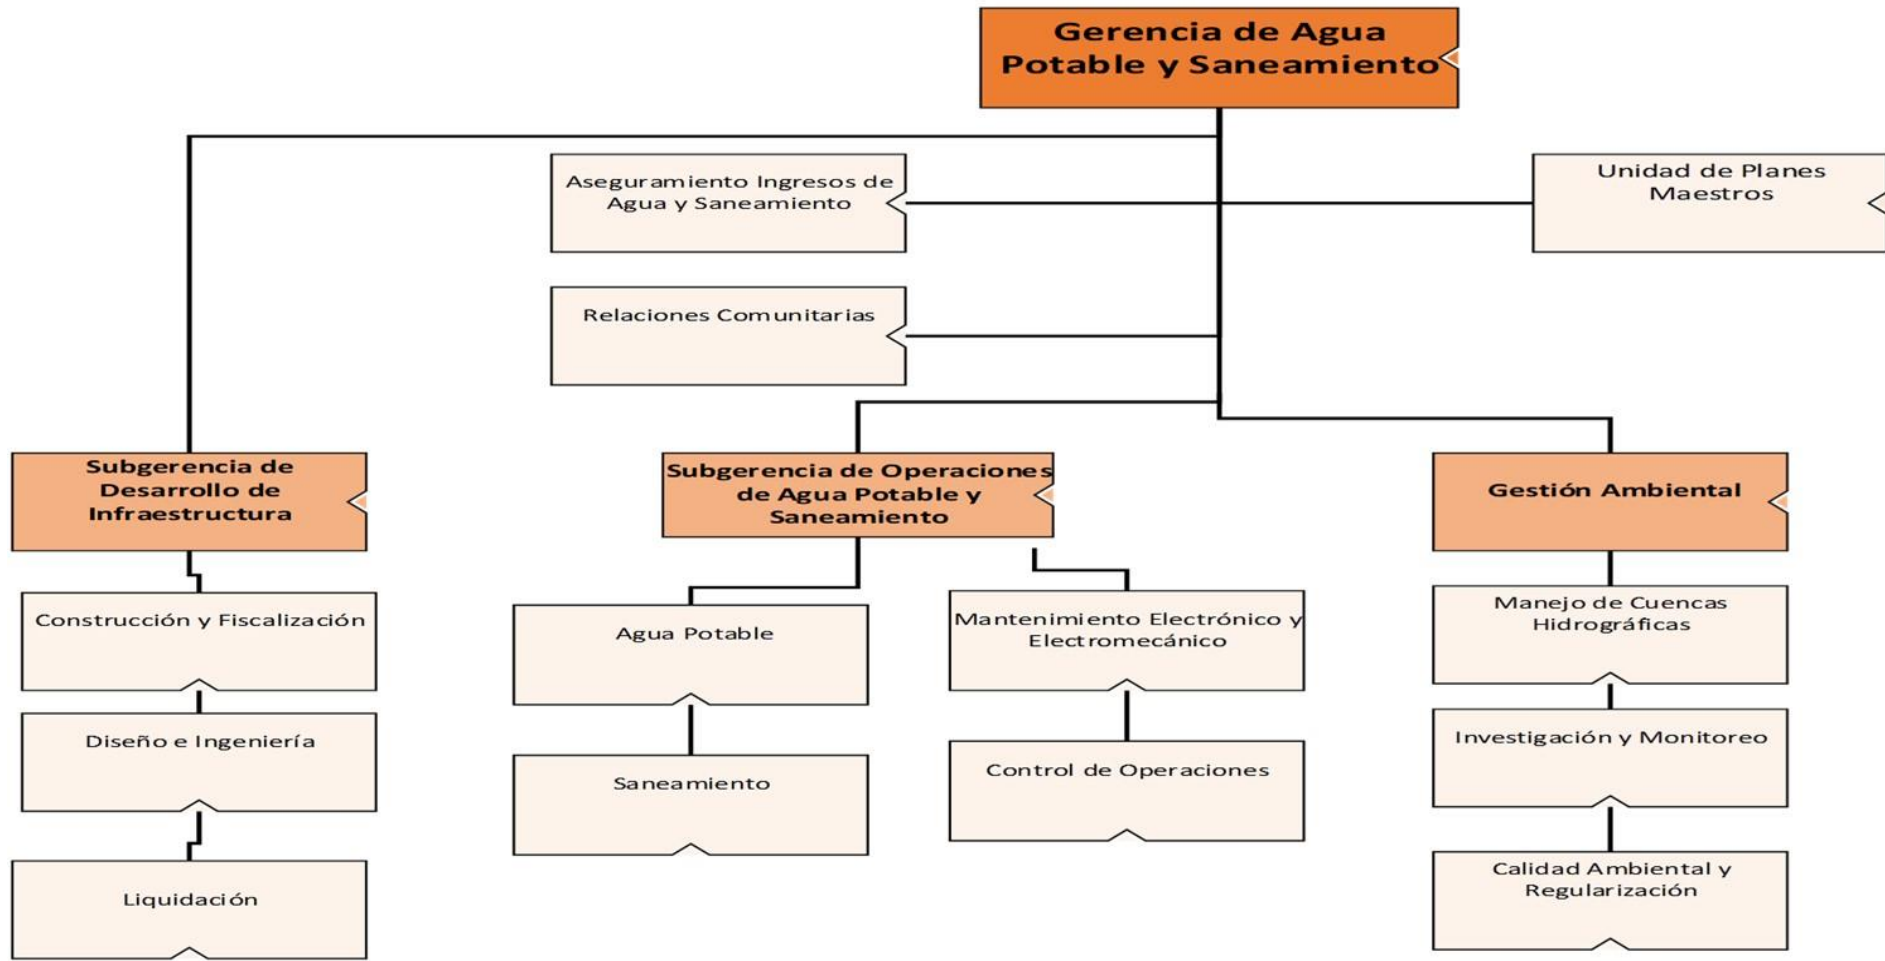 Gerencia de Agua
Potable y Saneamiento
Aseguramiento Ingresos de
Agua y Saneamiento
Unidad de Planes
Maestros
Relaciones Comunitarias
Subgerencia de
Desarrollo de
Infraestructura
Subgerencia de Operaciones
de Agua Potable y
Saneamiento
Gestión Ambiental
Construcción y Fiscalización
Diseño e Ingeniería
Liquidación
Agua Potable
Saneamiento
Mantenimiento Electrónico y
Electromecánico
Control de Operaciones
Manejo de Cuencas
Hidrográficas
Investigación y Monitoreo
Calidad Ambiental y
Regularización